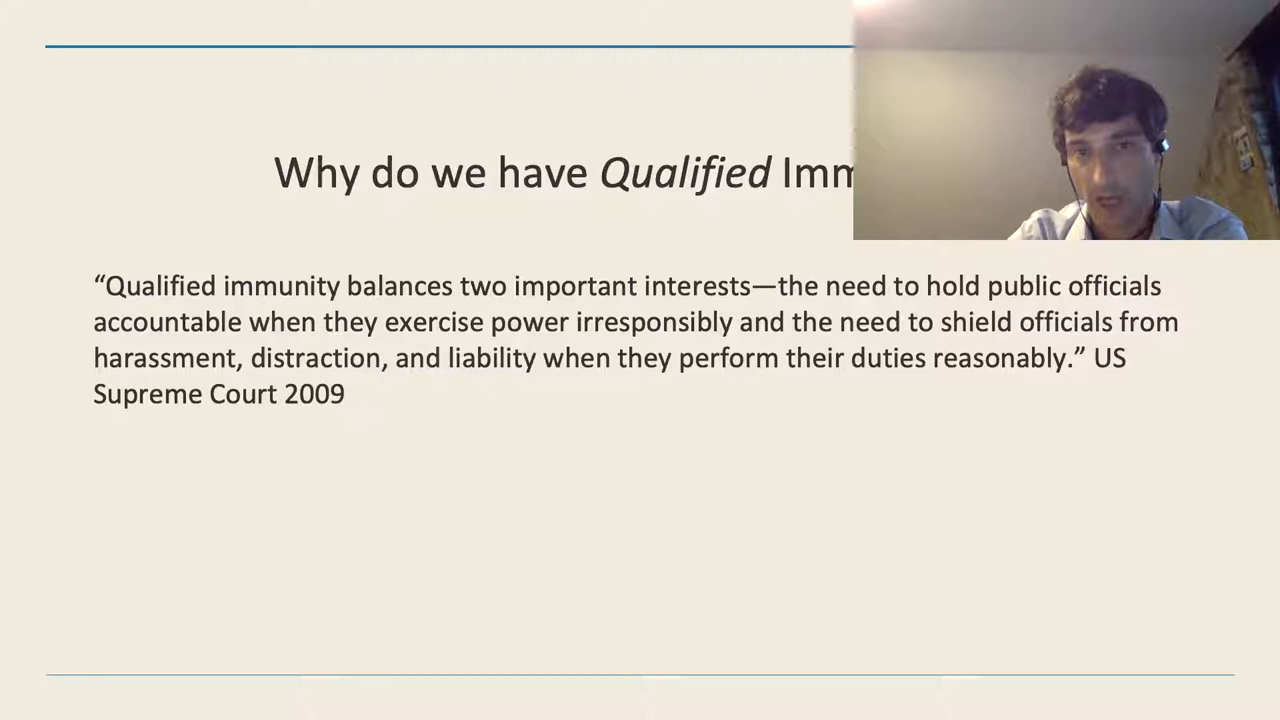 Why do we have Qualified Imm
“Qualified immunity balances two important interests—the need to hold public officials
accountable when they exercise power irresponsibly and the need to shield officials from
harassment, distraction, and liability when they perform their duties reasonably.” US
Supreme Court 2009